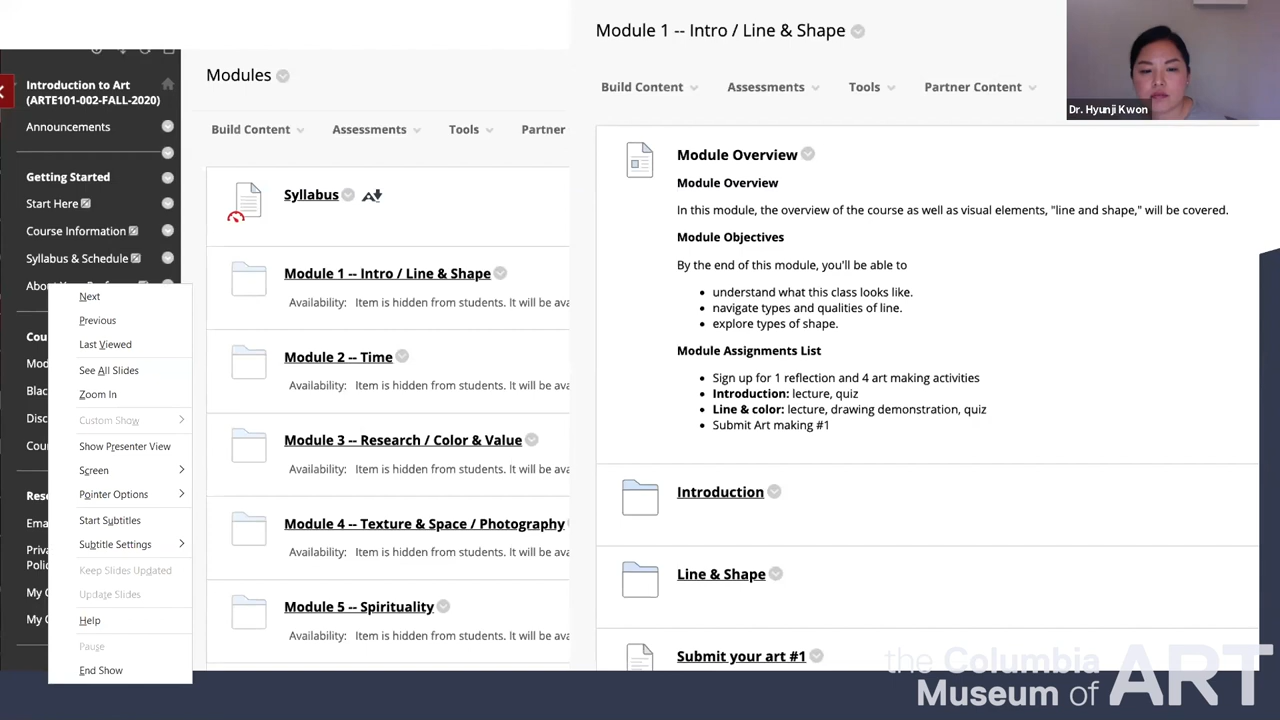 Introduction to Art
(ARTE101-002-FALL-2020)
Announcements
Getting Started
Start Here
Course Information
Syllabus & Schedule
Next
Previous
Last Viewed
See All Slides
Zoom In
Custom Show
Show Presenter View
Screen
Pointer Options
Start Subtitles
Subtitle Settings
Keep Slides Updated
Update Slides
Help
Pause
End Show
Modules
Build Content
Assessments
Tools
Partner
Syllabus
Module 1 -- Intro / Line & Shape
Availability: Item is hidden from students. It will be ava
Module 2 -- Time
Availability: Item is hidden from students. It will be ava
Module 3 -- Research / Color & Value
Availability: Item is hidden from students. It will be ava
Module 4 -- Texture & Space / Photography
Availability: Item is hidden from students. It will be ava
Module 5 -- Spirituality
Availability: Item is hidden from students. It will be ava
Module 1 -- Intro / Line & Shape
Build Content
Assessments
Tools
Partner Content
Module Overview
Module Overview
In this module, the overview of the course as well as visual elements, "line and shape," will be covered.
Module Objectives
By the end of this module, you'll be able to
• understand what this class looks like.
• navigate types and qualities of line.
• explore types of shape.
Module Assignments List
• Sign up for 1 reflection and 4 art making activities
• Introduction: lecture, quiz
• Line & color: lecture, drawing demonstration, quiz
• Submit Art making #1
Introduction
Line & Shape
Submit your art #1
Dr. Hyunji Kwon
the Columbia
Museum of ART